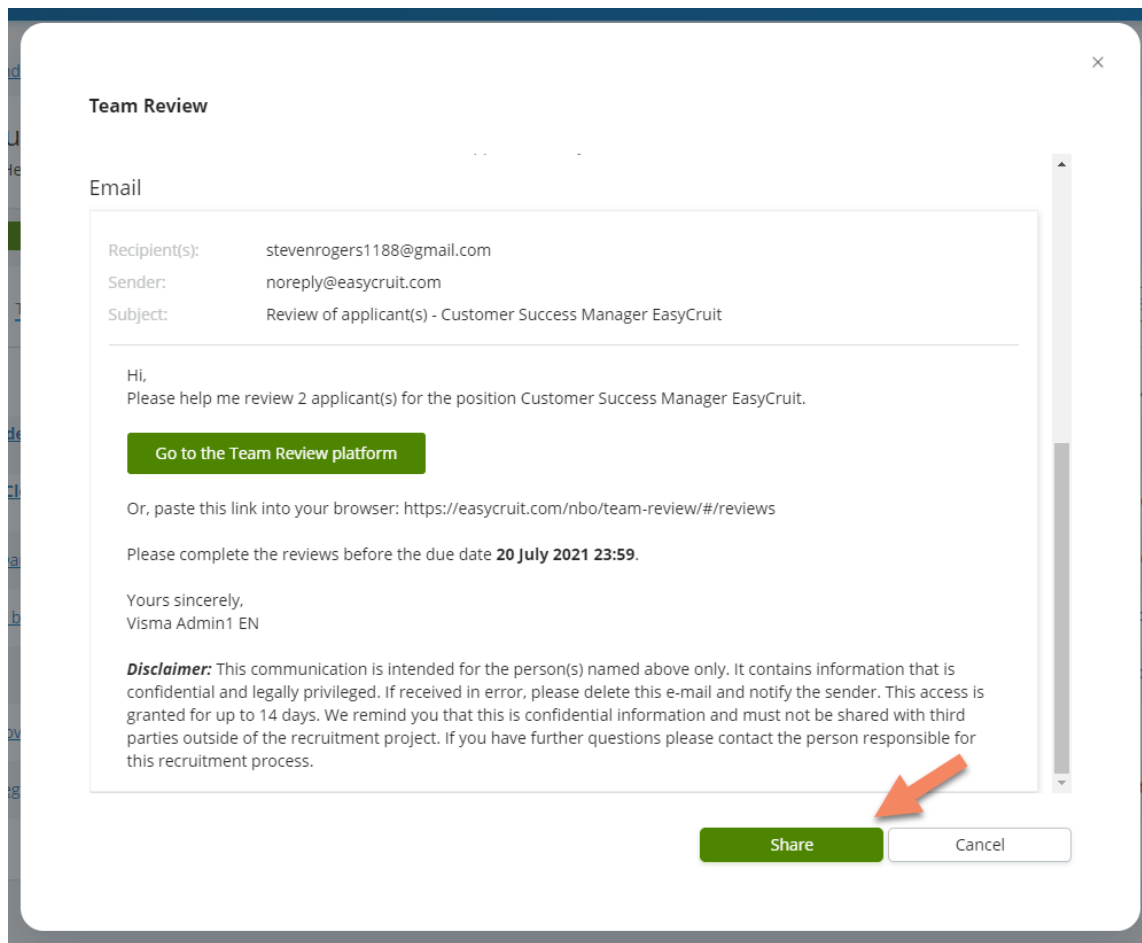 Team Review
Email
Recipient(s): stevenrogers1188@gmail.com
Sender: noreply@easycruit.com
Subject: Review of applicant(s) - Customer Success Manager EasyCruit
Hi,
Please help me review 2 applicant(s) for the position Customer Success Manager EasyCruit.
Go to the Team Review platform
Or, paste this link into your browser: https://easycruit.com/nbo/team-review/#/reviews
Please complete the reviews before the due date 20 July 2021 23:59.
Yours sincerely,
Visma Admin1 EN
Disclaimer: This communication is intended for the person(s) named above only. It contains information that is
confidential and legally privileged. If received in error, please delete this e-mail and notify the sender. This access is
granted for up to 14 days. We remind you that this is confidential information and must not be shared with third
parties outside of the recruitment project. If you have further questions please contact the person responsible for
this recruitment process.
Share Cancel